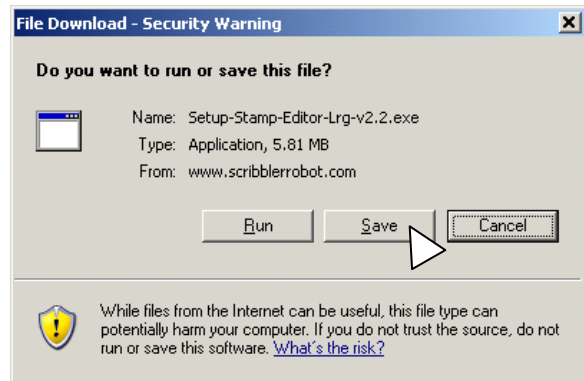 File Download - Security Warning
Do you want to run or save this file?
Name: Setup-Stamp-Editor-Lrg-v2.2.exe
Type: Application, 5.81 MB
From: www.scribblerrobot.com
Run Save Cancel
While files from the Internet can be useful, this file type can
potentially harm your computer. If you do not trust the source, do not
run or save this software. What's the risk?